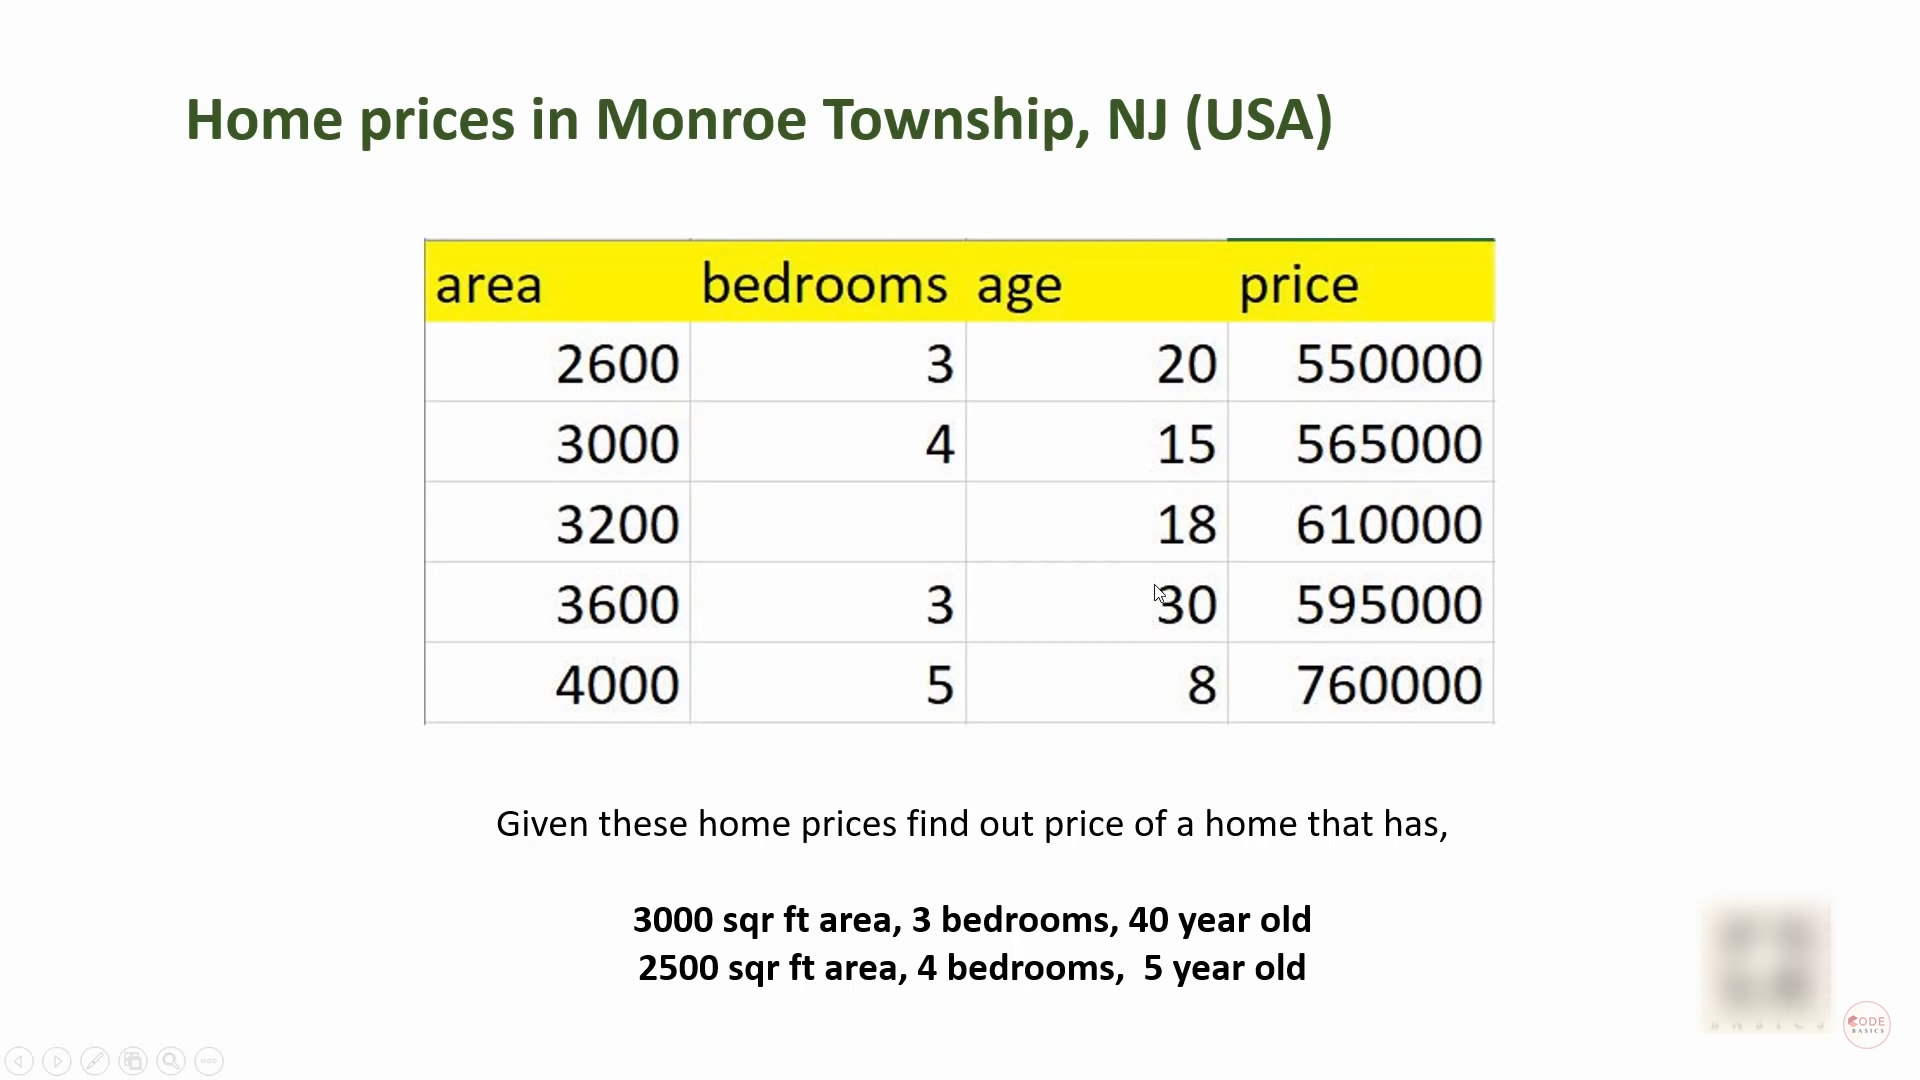 Home prices in Monroe Township, NJ (USA)
area bedrooms age price
2600 3 20 550000
3000 4 15 565000
3200 18 610000
3600 3 30 595000
4000 5 8 760000
Given these home prices find out price of a home that has,
3000 sqr ft area, 3 bedrooms, 40 year old
2500 sqr ft area, 4 bedrooms,  5 year old
CODE
BASICS